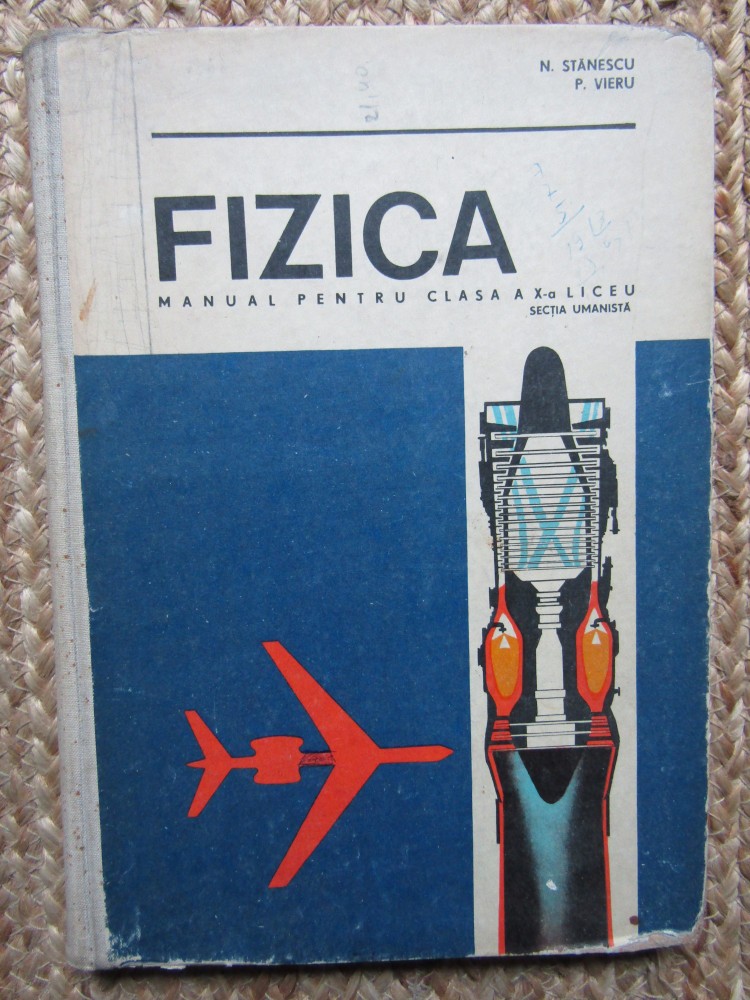 N. STĂNESCU
P. VIERU
FIZICA
MANUAL PENTRU CLASA A X-a LICEU
SECȚIA UMANISTĂ